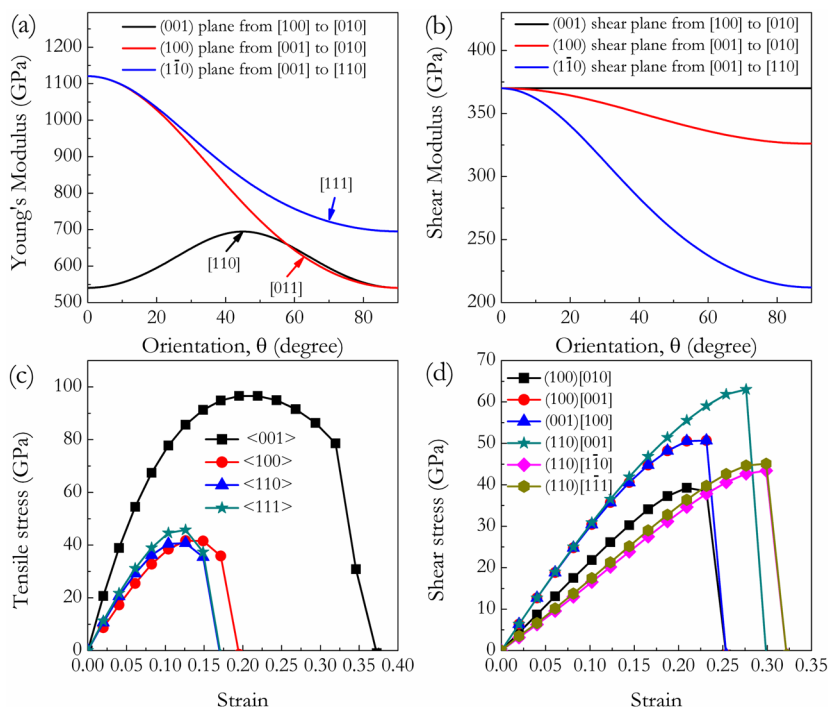 (a)
(001) plane from [100] to [010]
(100) plane from [001] to [010]
(11̄0) plane from [001] to [110]
[111]
[110]
[011]
Young's Modulus (GPa)
1200
1100
1000
900
800
700
600
500
0 20 40 60 80
Orientation, θ (degree)
(b)
(001) shear plane from [100] to [010]
(100) shear plane from [001] to [010]
(11̄0) shear plane from [001] to [110]
Shear Modulus (GPa)
400
350
300
250
200
0 20 40 60 80
Orientation, θ (degree)
(c)
<001>
<100>
<110>
<111>
Tensile stress (GPa)
100
80
60
40
20
0
0.00 0.05 0.10 0.15 0.20 0.25 0.30 0.35 0.40
Strain
(d)
(100)[010]
(100)[001]
(001)[100]
(110)[001]
(110)[11̄0]
(110)[11̄1]
Shear stress (GPa)
70
60
50
40
30
20
10
0
0.00 0.05 0.10 0.15 0.20 0.25 0.30 0.35
Strain